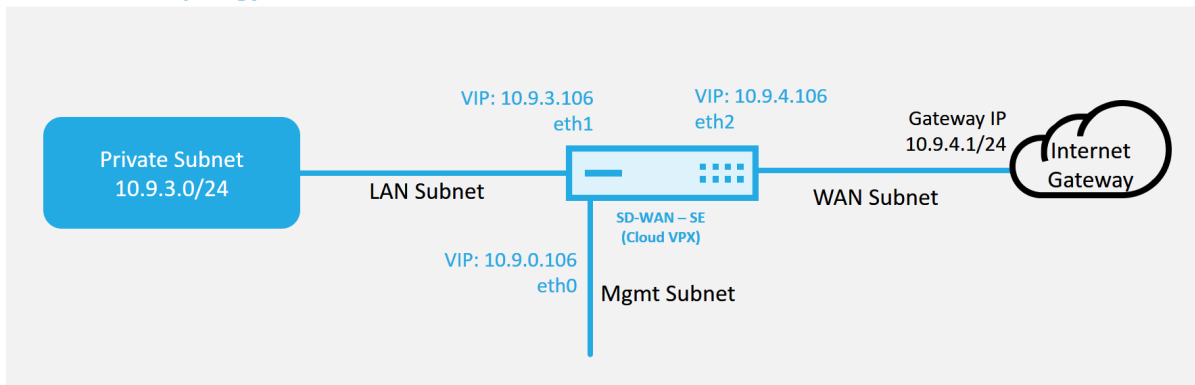 VIP: 10.9.3.106
eth1
VIP: 10.9.4.106
eth2
Gateway IP
10.9.4.1/24
Private Subnet
10.9.3.0/24
LAN Subnet
Internet
Gateway
WAN Subnet
SD-WAN – SE
(Cloud VPX)
VIP: 10.9.0.106
eth0
Mgmt Subnet